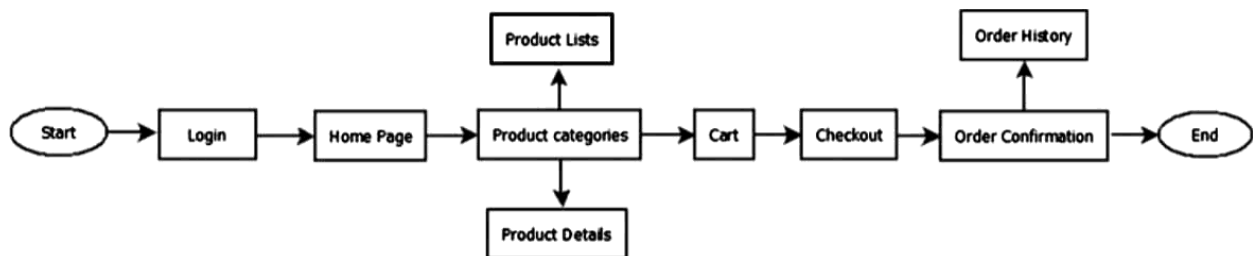 Product Lists
Order History
Start
Login
Home Page
Product categories
Cart
Checkout
Order Confirmation
End
Product Details